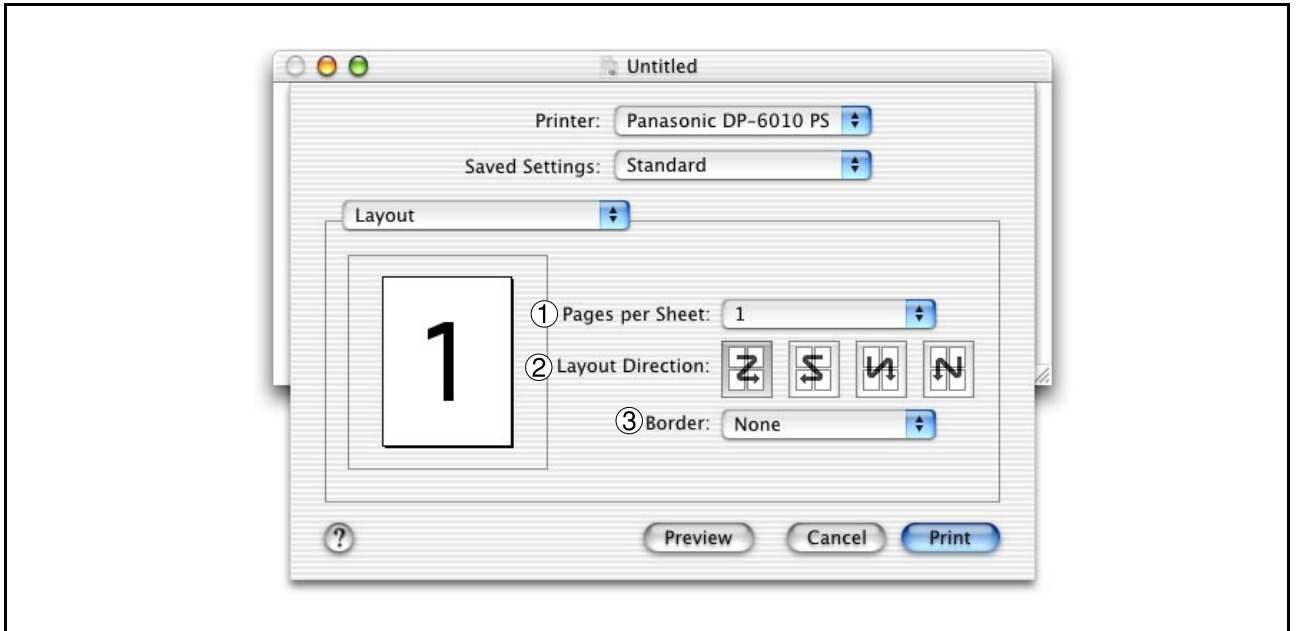 Untitled
Printer: Panasonic DP-6010 PS
Saved Settings: Standard
Layout
1
① Pages per Sheet: 1
② Layout Direction:
③ Border: None
? Preview Cancel Print